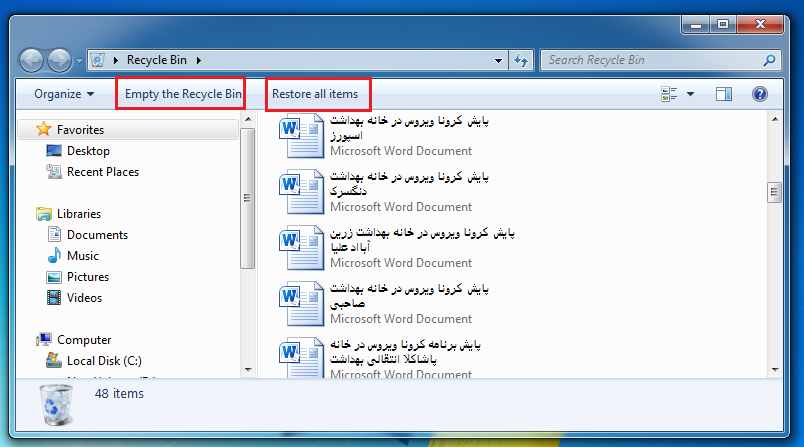 Recycle Bin
Search Recycle Bin
Organize
Empty the Recycle Bin
Restore all items
Favorites
Desktop
Recent Places
Libraries
Documents
Music
Pictures
Videos
Computer
Local Disk (C:)
پایش کرونا ویروس در خانه بهداشت
اسپورز
Microsoft Word Document
پایش کرونا ویروس در خانه بهداشت
دنگسرک
Microsoft Word Document
پایش کرونا ویروس در خانه بهداشت زرین
آبااد علیا
Microsoft Word Document
پایش کرونا ویروس در خانه بهداشت
صاحبی
Microsoft Word Document
پایش برنامه کرونا ویروس در خانه
پاشاکلا انتقالی بهداشت
Microsoft Word Document
48 items